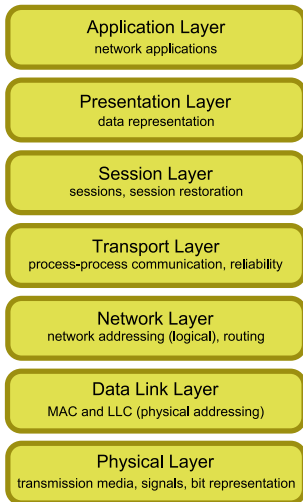 Application Layer
network applications
Presentation Layer
data representation
Session Layer
sessions, session restoration
Transport Layer
process-process communication, reliability
Network Layer
network addressing (logical), routing
Data Link Layer
MAC and LLC (physical addressing)
Physical Layer
transmission media, signals, bit representation